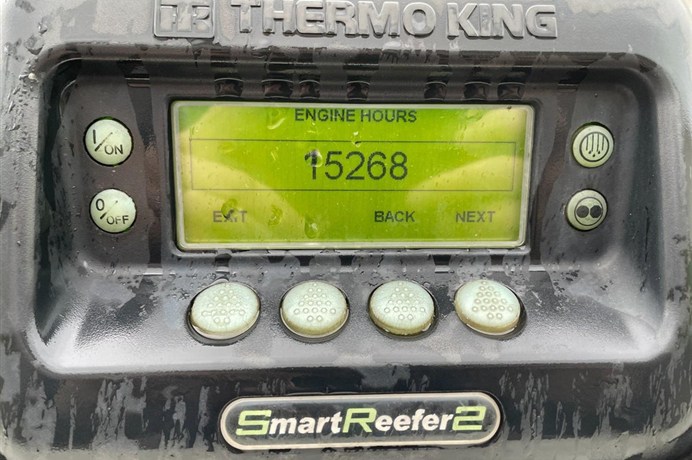 THERMO KING
ENGINE HOURS
I/ON
15268
O/OFF
EXIT BACK NEXT
SmartReefer2